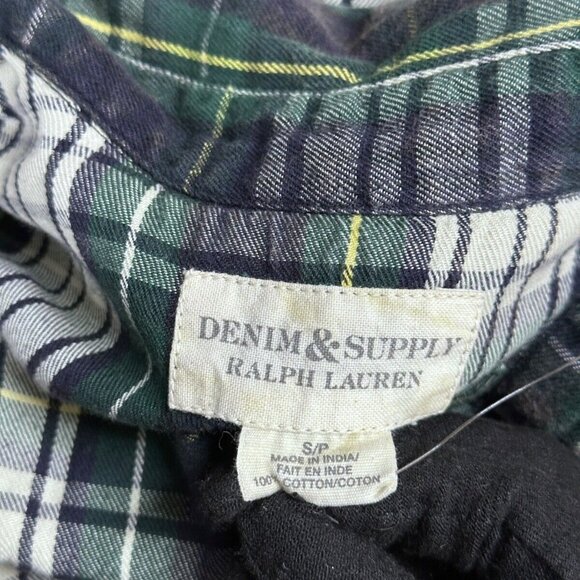 DENIM & SUPPLY
RALPH LAUREN
S/P
MADE IN INDIA/
FAIT EN INDE
100% COTTON/COTON